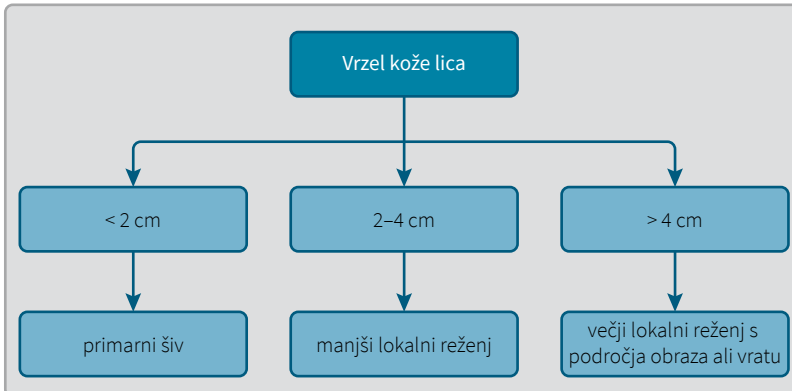 Vrzel kože lica
< 2 cm
2–4 cm
> 4 cm
primarni šiv
manjši lokalni reženj
večji lokalni reženj s
področja obraza ali vratu